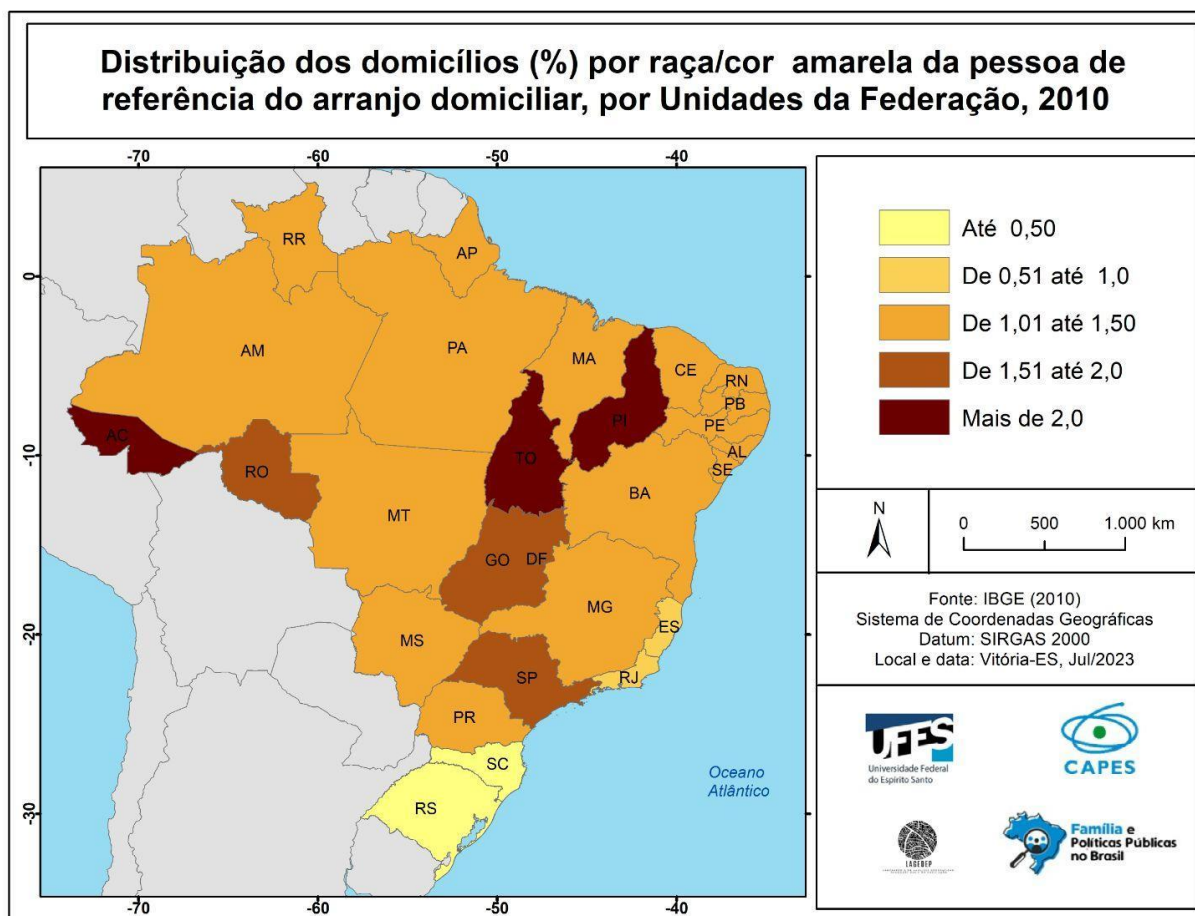 Distribuição dos domicílios (%) por raça/cor amarela da pessoa de
referência do arranjo domiciliar, por Unidades da Federação, 2010
-70
-60
-50
-40
0
-10
-20
-30
-70
-60
-50
-40
RR
AP
AM
PA
MA
CE
RN
PB
PE
AL
SE
PI
AC
TO
RO
BA
MT
GO
DF
MG
ES
MS
SP
RJ
PR
SC
RS
Oceano
Atlântico
Até 0,50
De 0,51 até 1,0
De 1,01 até 1,50
De 1,51 até 2,0
Mais de 2,0
N
0 500 1.000 km
Fonte: IBGE (2010)
Sistema de Coordenadas Geográficas
Datum: SIRGAS 2000
Local e data: Vitória-ES, Jul/2023
UFES
Universidade Federal
do Espírito Santo
CAPES
LAGEDEP
Família e
Políticas Públicas
no Brasil